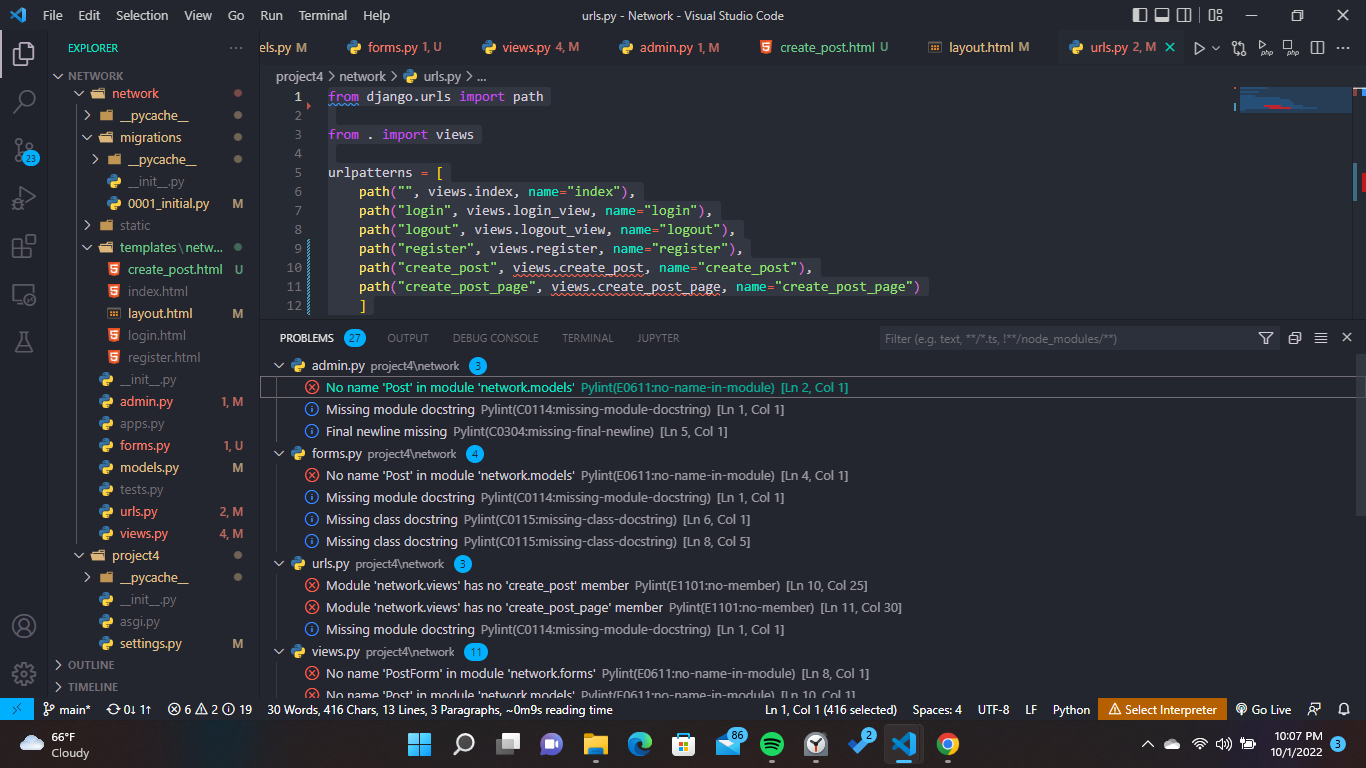 File Edit Selection View Go Run Terminal Help
urls.py - Network - Visual Studio Code
EXPLORER ...
els.py M forms.py 1, U views.py 4, M admin.py 1, M create_post.html U layout.html M urls.py 2, M
php php
NETWORK
network
__pycache__
migrations
__pycache__
__init__.py
0001_initial.py M
static
templates\netw...
create_post.html U
index.html
layout.html M
login.html
register.html
__init__.py
admin.py 1, M
apps.py
forms.py 1, U
models.py M
tests.py
urls.py 2, M
views.py 4, M
project4
__pycache__
__init__.py
asgi.py
settings.py M
OUTLINE
TIMELINE
23
project4 > network > urls.py > ...
1 from django.urls import path
2
3 from . import views
4
5 urlpatterns = [
6 path("", views.index, name="index"),
7 path("login", views.login_view, name="login"),
8 path("logout", views.logout_view, name="logout"),
9 path("register", views.register, name="register"),
10 path("create_post", views.create_post, name="create_post"),
11 path("create_post_page", views.create_post_page, name="create_post_page")
12 ]
PROBLEMS 27 OUTPUT DEBUG CONSOLE TERMINAL JUPYTER
Filter (e.g. text, **/*.ts, !**/node_modules/**)
admin.py project4\network 3
No name 'Post' in module 'network.models' Pylint(E0611:no-name-in-module) [Ln 2, Col 1]
Missing module docstring Pylint(C0114:missing-module-docstring) [Ln 1, Col 1]
Final newline missing Pylint(C0304:missing-final-newline) [Ln 5, Col 1]
forms.py project4\network 4
No name 'Post' in module 'network.models' Pylint(E0611:no-name-in-module) [Ln 4, Col 1]
Missing module docstring Pylint(C0114:missing-module-docstring) [Ln 1, Col 1]
Missing class docstring Pylint(C0115:missing-class-docstring) [Ln 6, Col 1]
Missing class docstring Pylint(C0115:missing-class-docstring) [Ln 8, Col 5]
urls.py project4\network 3
Module 'network.views' has no 'create_post' member Pylint(E1101:no-member) [Ln 10, Col 25]
Module 'network.views' has no 'create_post_page' member Pylint(E1101:no-member) [Ln 11, Col 30]
Missing module docstring Pylint(C0114:missing-module-docstring) [Ln 1, Col 1]
views.py project4\network 11
No name 'PostForm' in module 'network.forms' Pylint(E0611:no-name-in-module) [Ln 8, Col 1]
No name 'Post' in module 'network.models' Pylint(E0611:no-name-in-module) [Ln 10, Col 1]
main* 0↓ 1↑ 6 2 19 30 Words, 416 Chars, 13 Lines, 3 Paragraphs, ~0m9s reading time Ln 1, Col 1 (416 selected) Spaces: 4 UTF-8 LF Python Select Interpreter Go Live
66°F
Cloudy
86
2
10:07 PM
10/1/2022
3